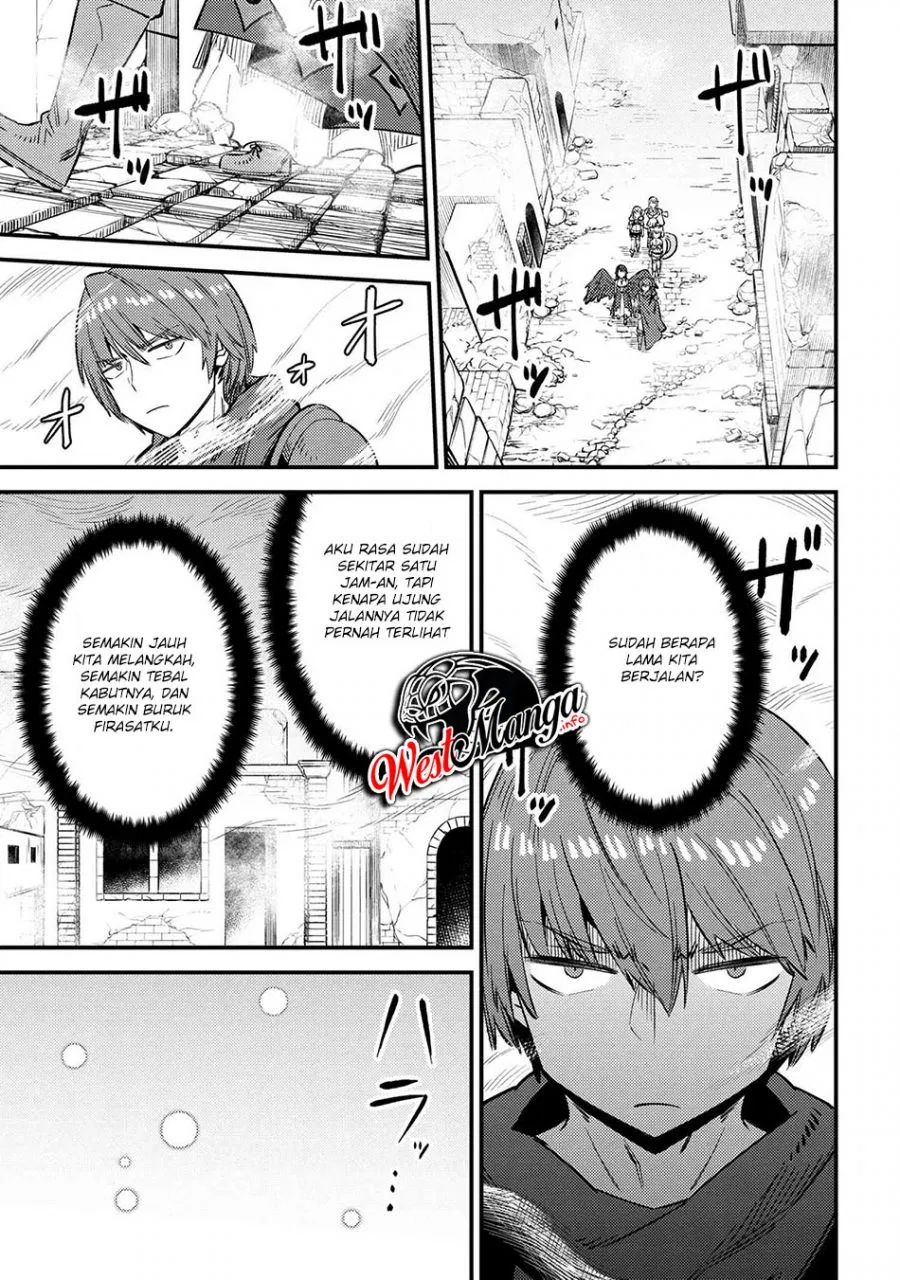 ザッ
ザッ
ザッ
ザッ
オォ
オォ
ザッ
ザッ
SUDAH BERAPA
LAMA KITA
BERJALAN?
AKU RASA SUDAH
SEKITAR SATU
JAM-AN, TAPI
KENAPA UJUNG
JALANNYA TIDAK
PERNAH TERLIHAT
SEMAKIN JAUH
KITA MELANGKAH,
SEMAKIN TEBAL
KABUTNYA, DAN
SEMAKIN BURUK
FIRASATKU.
WestManga
.info
ハラ…